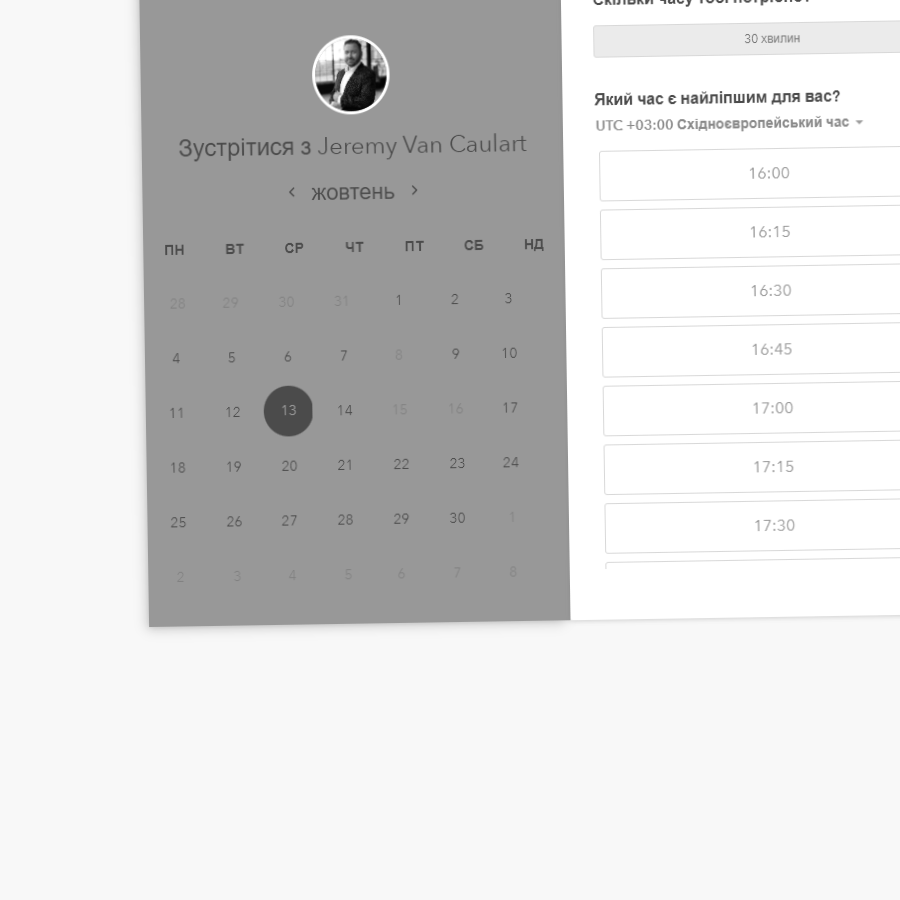 Зустрітися з Jeremy Van Caulart
‹ жовтень ›
ПН ВТ СР ЧТ ПТ СБ НД
28 29 30 31 1 2 3
4 5 6 7 8 9 10
11 12 13 14 15 16 17
18 19 20 21 22 23 24
25 26 27 28 29 30 1
2 3 4 5 6 7 8
Скільки часу тобі потрібно?
30 хвилин
Який час є найліпшим для вас?
UTC +03:00 Східноєвропейський час
16:00
16:15
16:30
16:45
17:00
17:15
17:30